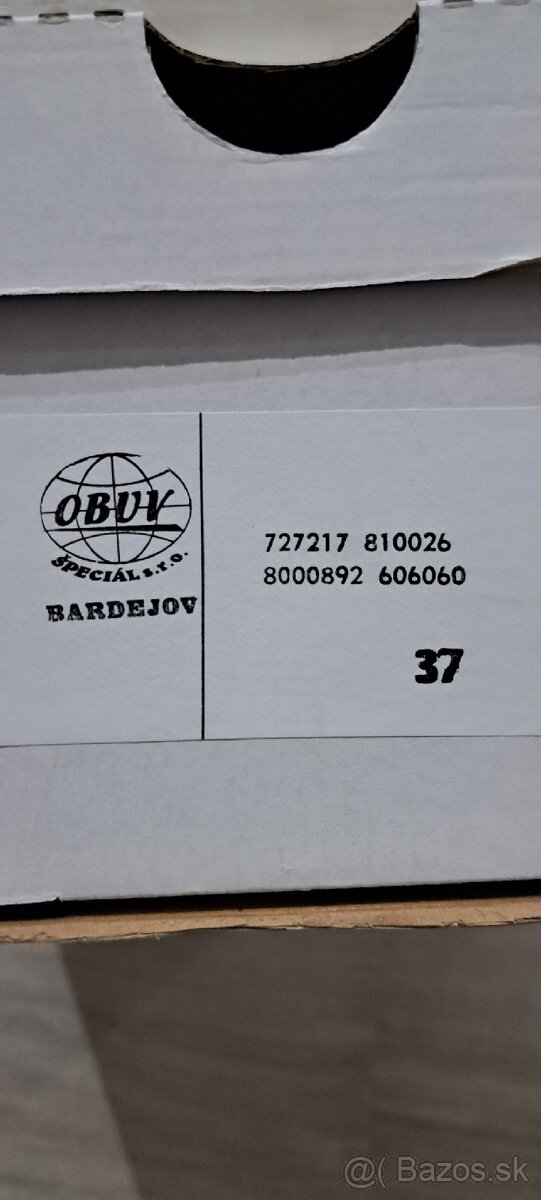 OBUV
ŠPECIÁL s.r.o.
BARDEJOV
727217 810026
8000892 606060
37
@( Bazos.sk